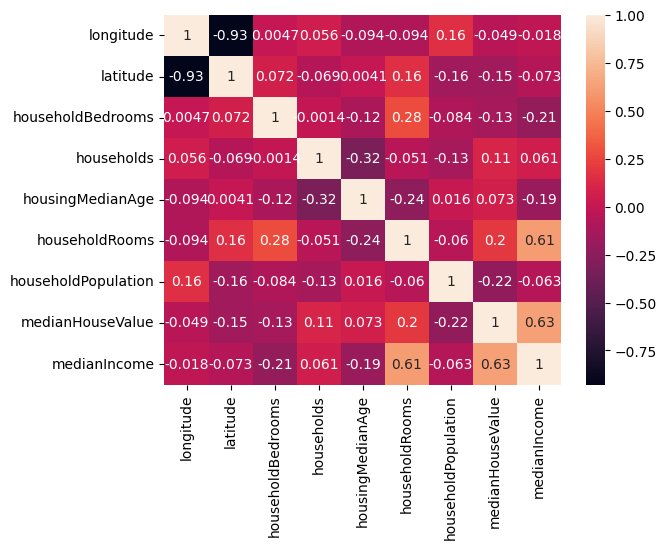 longitude 1 -0.93 0.0047 0.056 -0.094 -0.094 0.16 -0.049 -0.018
latitude -0.93 1 0.072 -0.069 0.0041 0.16 -0.16 -0.15 -0.073
householdBedrooms 0.0047 0.072 1 0.0014 -0.12 0.28 -0.084 -0.13 -0.21
households 0.056 -0.069 -0.0014 1 -0.32 -0.051 -0.13 0.11 0.061
housingMedianAge -0.094 0.0041 -0.12 -0.32 1 -0.24 0.016 0.073 -0.19
householdRooms -0.094 0.16 0.28 -0.051 -0.24 1 -0.06 0.2 0.61
householdPopulation 0.16 -0.16 -0.084 -0.13 0.016 -0.06 1 -0.22 -0.063
medianHouseValue -0.049 -0.15 -0.13 0.11 0.073 0.2 -0.22 1 0.63
medianIncome -0.018 -0.073 -0.21 0.061 -0.19 0.61 -0.063 0.63 1
longitude
latitude
householdBedrooms
households
housingMedianAge
householdRooms
householdPopulation
medianHouseValue
medianIncome
1.00
0.75
0.50
0.25
0.00
−0.25
−0.50
−0.75